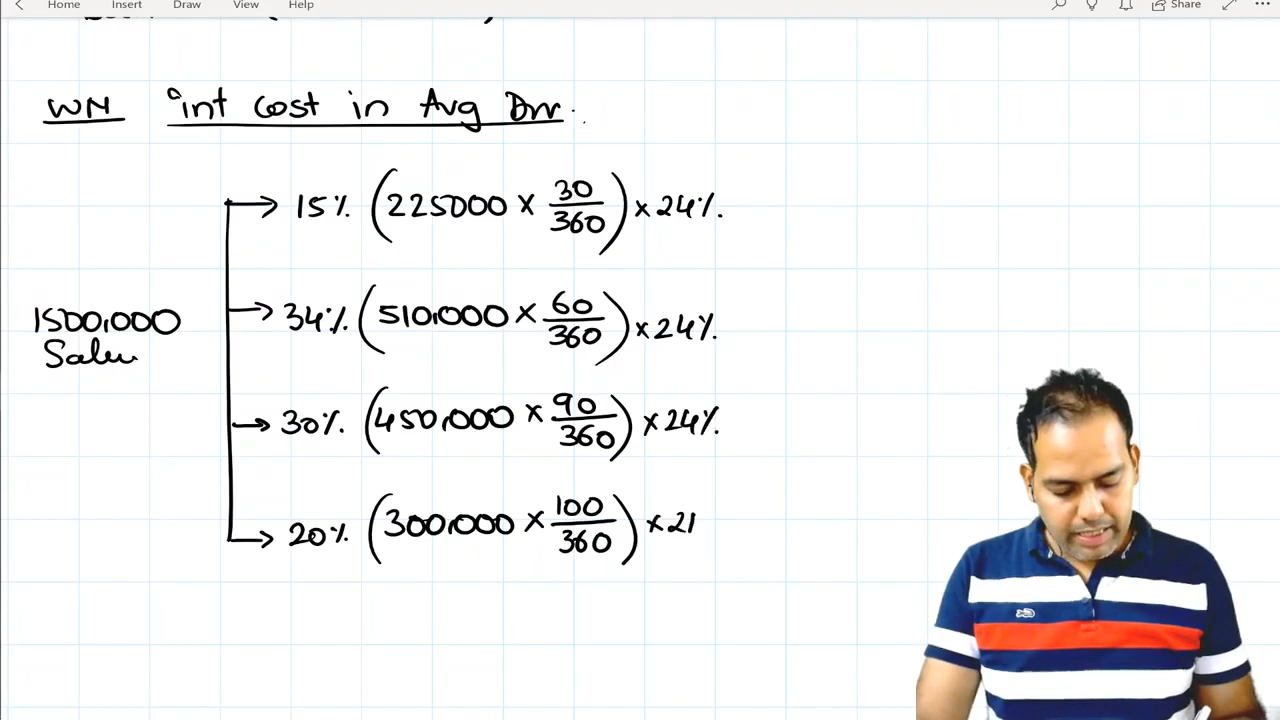 Home Insert Draw View Help Share
WN int cost in Avg Drr.
15% (225000 × 30/360) × 24%.
34% (510,000 × 60/360) × 24%.
1500,000
Sales
30%. (450,000 × 90/360) × 24%.
20%. (300,000 × 100/360) × 21